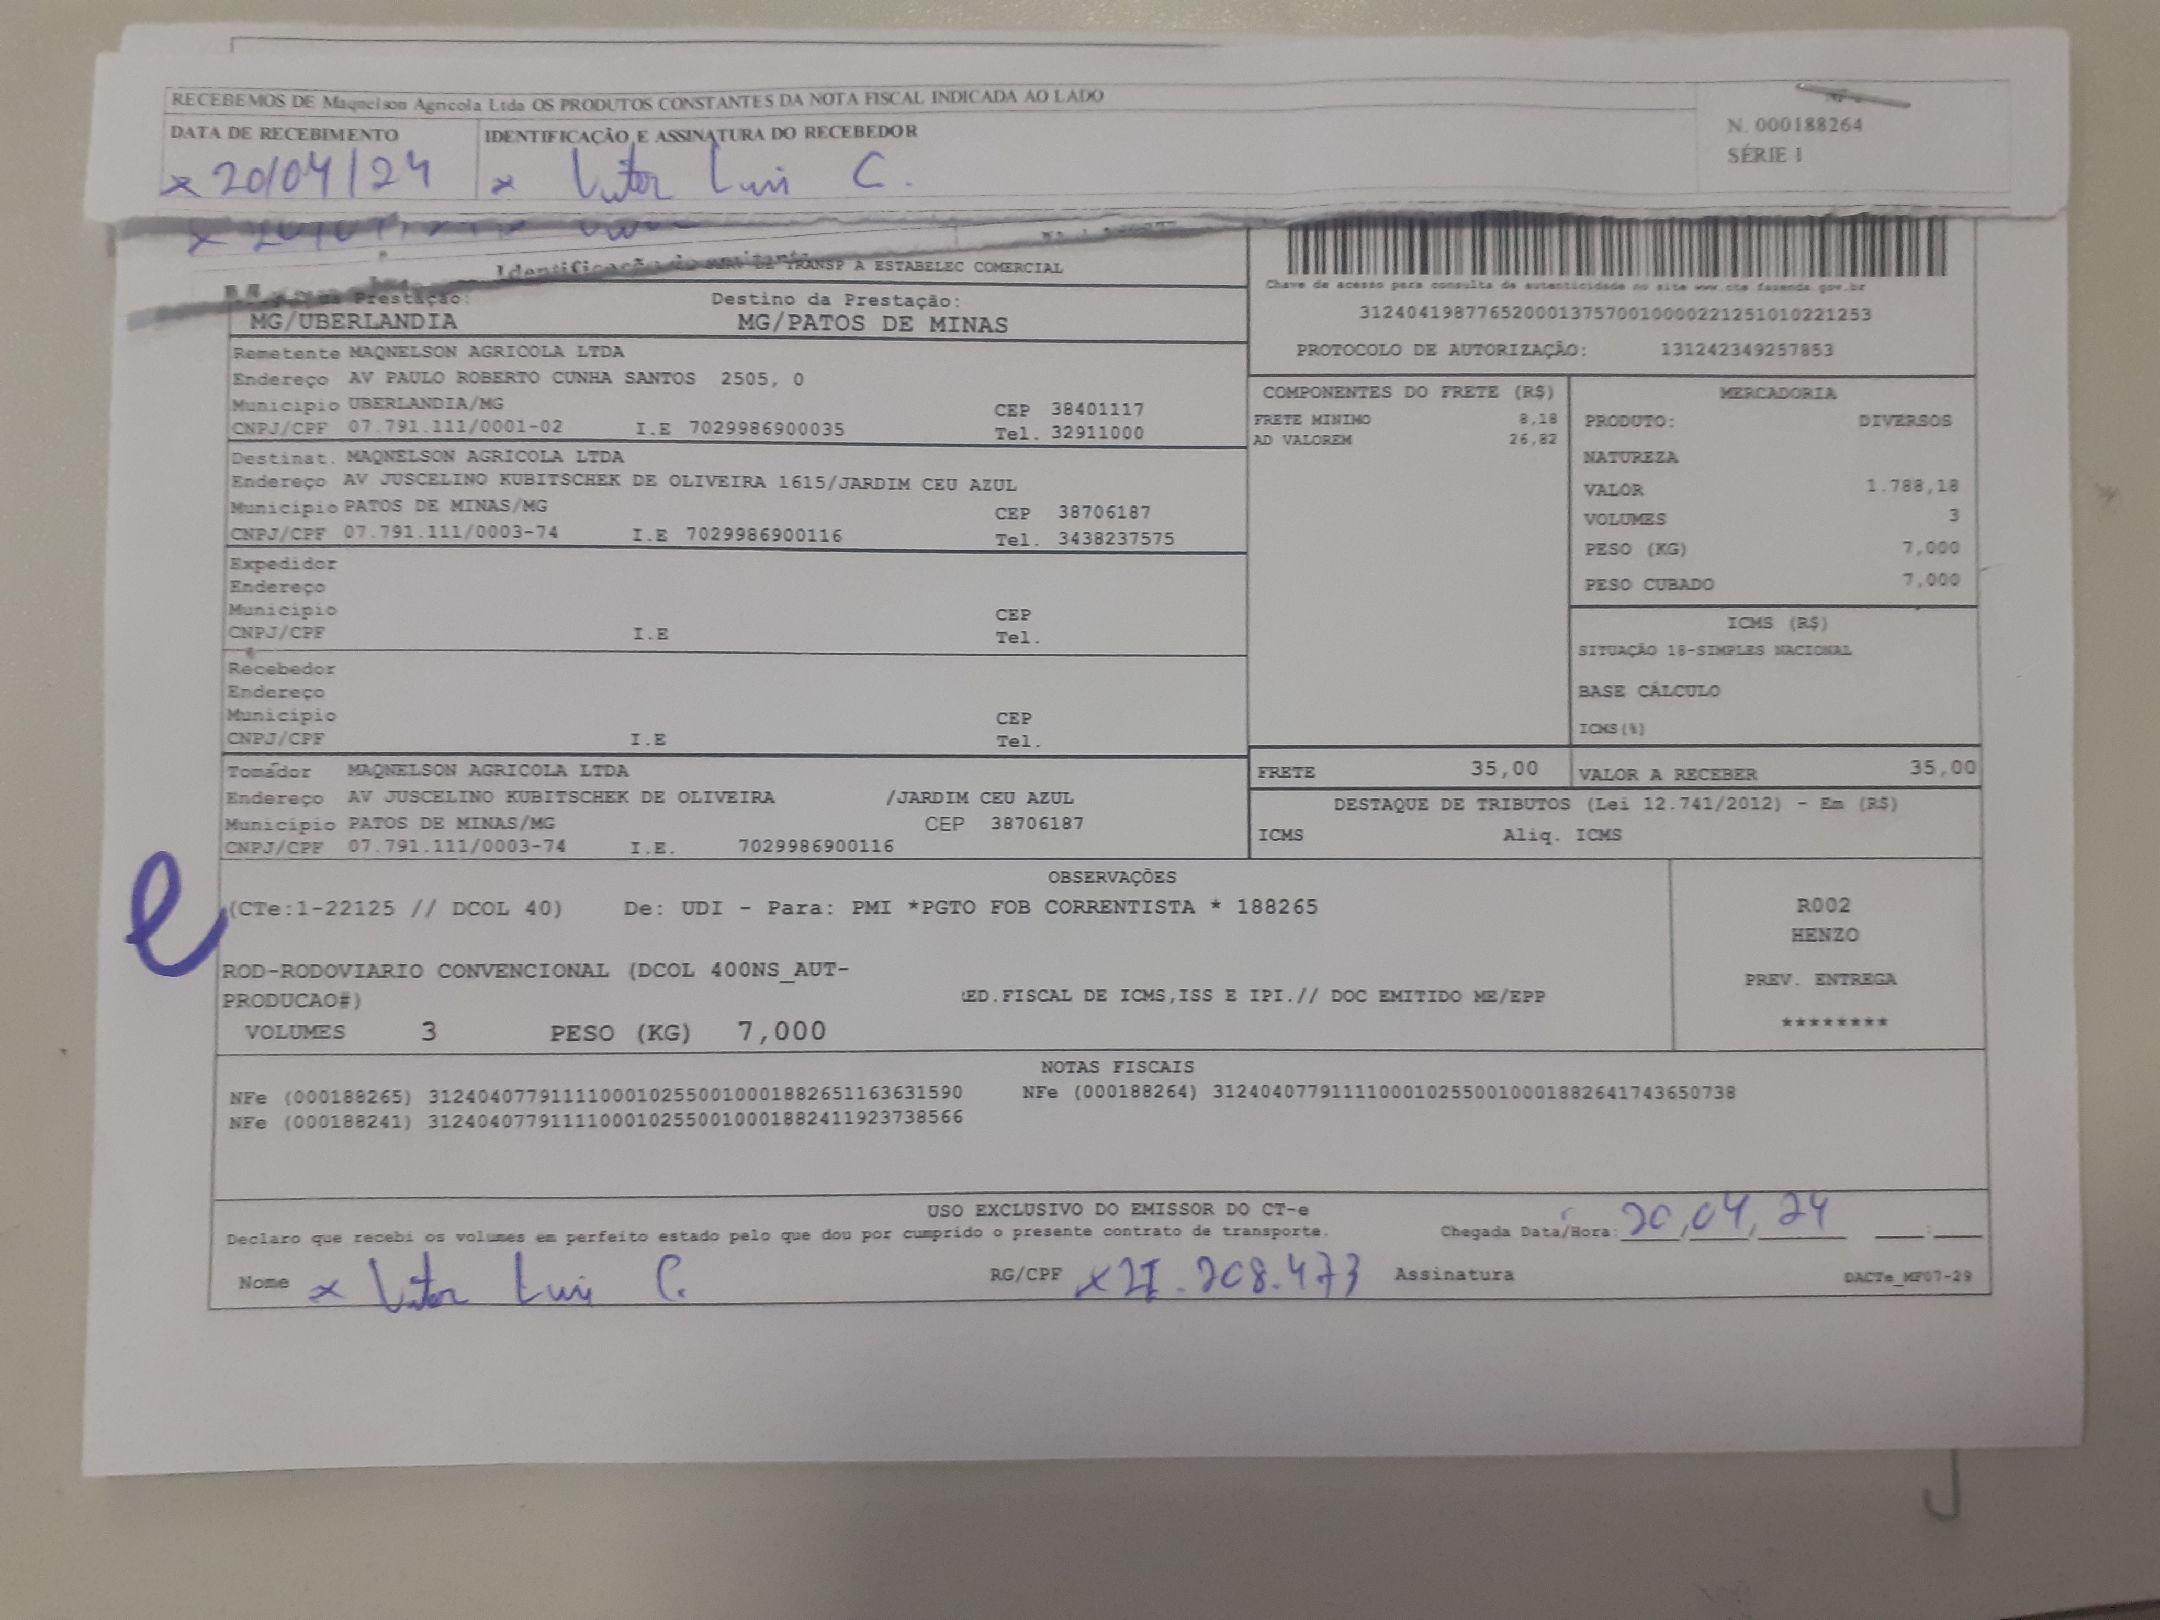 RECEBEMOS DE Maqnelson Agricola Ltda OS PRODUTOS CONSTANTES DA NOTA FISCAL INDICADA AO LADO
DATA DE RECEBIMENTO IDENTIFICAÇÃO E ASSINATURA DO RECEBEDOR
N. 000188264
SÉRIE 1
x 20/04/24 x Vitor Luis C.
Identificação do emitente
TRANSP A ESTABELEC COMERCIAL
da Prestação: Destino da Prestação:
MG/UBERLANDIA MG/PATOS DE MINAS
Chave de acesso para consulta de autenticidade no site www.cte.fazenda.gov.br
31240419877652000137570010000221251010221253
PROTOCOLO DE AUTORIZAÇÃO: 131242349257853
Remetente MAQNELSON AGRICOLA LTDA
Endereço AV PAULO ROBERTO CUNHA SANTOS 2505, 0
Município UBERLANDIA/MG CEP 38401117
CNPJ/CPF 07.791.111/0001-02 I.E 7029986900035 Tel. 32911000
Destinat. MAQNELSON AGRICOLA LTDA
Endereço AV JUSCELINO KUBITSCHEK DE OLIVEIRA 1615/JARDIM CEU AZUL
Município PATOS DE MINAS/MG CEP 38706187
CNPJ/CPF 07.791.111/0003-74 I.E 7029986900116 Tel. 3438237575
Expedidor
Endereço
Município CEP
CNPJ/CPF I.E Tel.
Recebedor
Endereço
Município CEP
CNPJ/CPF I.E Tel.
Tomador MAQNELSON AGRICOLA LTDA
Endereço AV JUSCELINO KUBITSCHEK DE OLIVEIRA /JARDIM CEU AZUL
Município PATOS DE MINAS/MG CEP 38706187
CNPJ/CPF 07.791.111/0003-74 I.E. 7029986900116
COMPONENTES DO FRETE (R$)
FRETE MINIMO 8,18
AD VALOREM 26,82
MERCADORIA
PRODUTO: DIVERSOS
NATUREZA
VALOR 1.788,18
VOLUMES 3
PESO (KG) 7,000
PESO CUBADO 7,000
ICMS (R$)
SITUAÇÃO 18-SIMPLES NACIONAL
BASE CÁLCULO
ICMS(%)
FRETE 35,00 VALOR A RECEBER 35,00
DESTAQUE DE TRIBUTOS (Lei 12.741/2012) - Em (R$)
ICMS Aliq. ICMS
OBSERVAÇÕES
(CTe:1-22125 // DCOL 40) De: UDI - Para: PMI *PGTO FOB CORRENTISTA * 188265
ROD-RODOVIARIO CONVENCIONAL (DCOL 400NS_AUT-
PRODUCAO#) ED.FISCAL DE ICMS,ISS E IPI.// DOC EMITIDO ME/EPP
VOLUMES 3 PESO (KG) 7,000
R002
HENZO
PREV. ENTREGA
********
NOTAS FISCAIS
NFe (000188265) 31240407791111000102550010001882651163631590 NFe (000188264) 31240407791111000102550010001882641743650738
NFe (000188241) 31240407791111000102550010001882411923738566
USO EXCLUSIVO DO EMISSOR DO CT-e
Declaro que recebi os volumes em perfeito estado pelo que dou por cumprido o presente contrato de transporte. Chegada Data/Hora: 20,04,24
Nome x Vitor Luis C. RG/CPF x 21.208.473 Assinatura DACTe_MF07-29